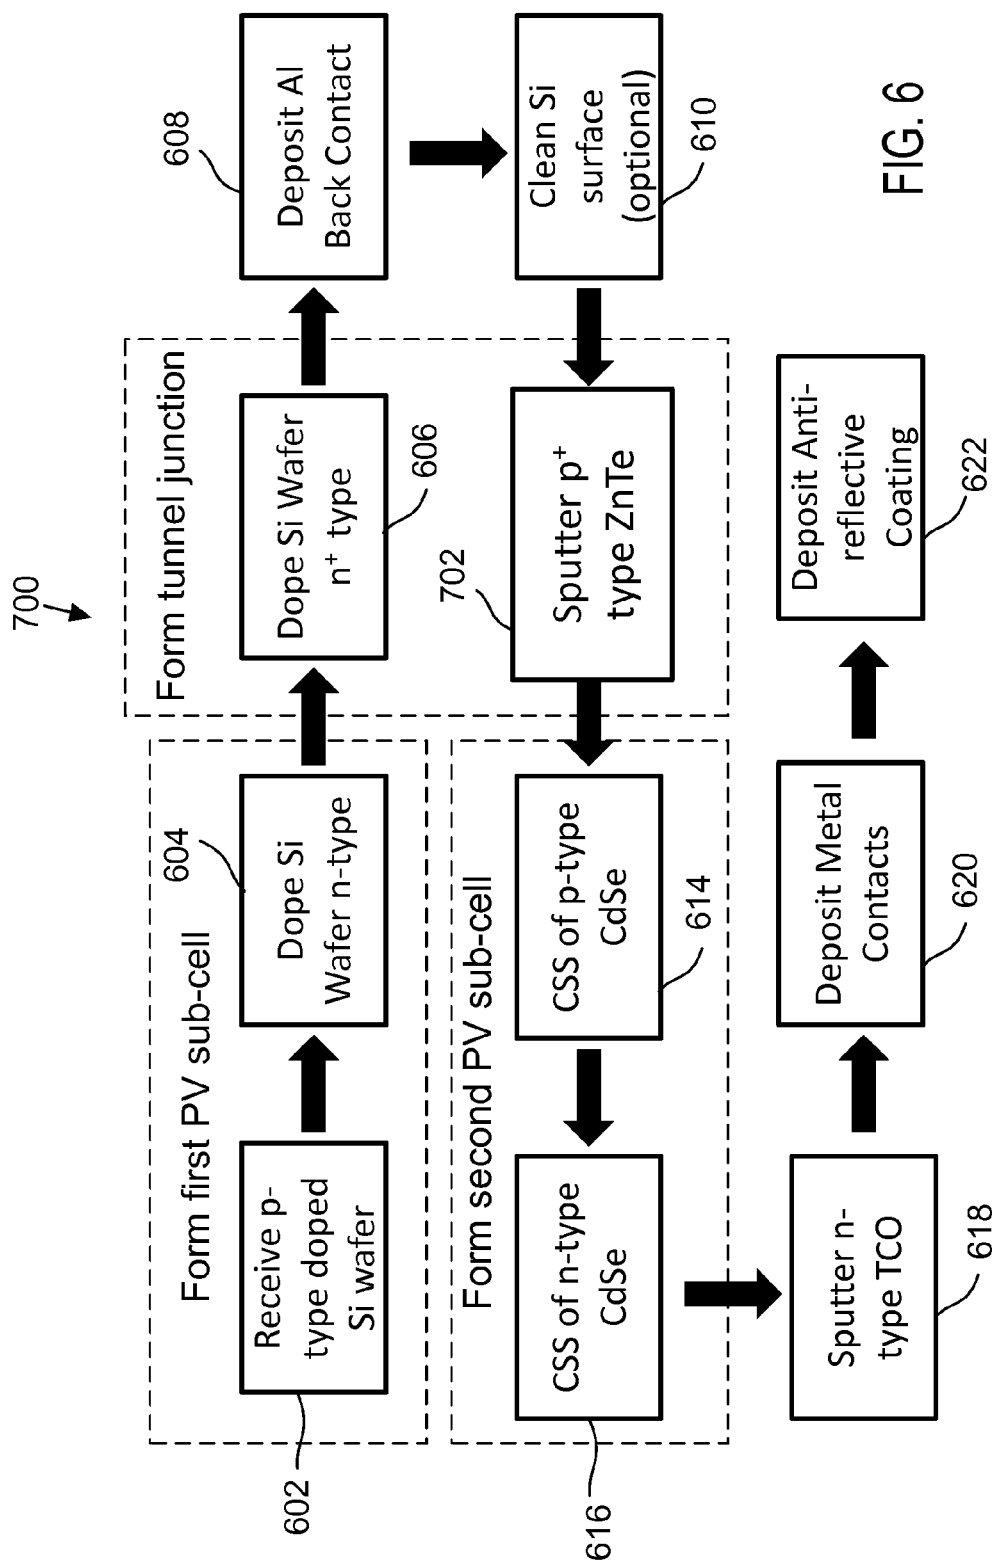 700
Form first PV sub-cell
Receive p-
type doped
Si wafer
602
604
Dope Si
Wafer n-type
Form tunnel junction
Dope Si Wafer
n⁺ type
606
608
Deposit Al
Back Contact
Clean Si
surface
(optional)
610
702
Sputter p⁺
type ZnTe
Form second PV sub-cell
CSS of p-type
CdSe
614
CSS of n-type
CdSe
616
Sputter n-
type TCO
618
Deposit Metal
Contacts
620
Deposit Anti-
reflective
Coating
622
FIG. 6